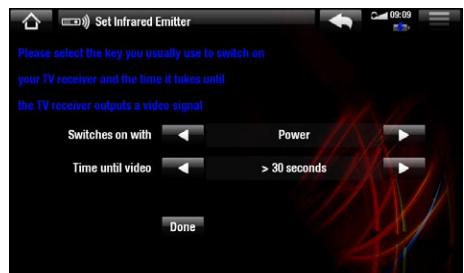 Set Infrared Emitter
09:09
Please select the key you usually use to switch on
your TV receiver and the time it takes until
the TV receiver outputs a video signal
Switches on with Power
Time until video > 30 seconds
Done